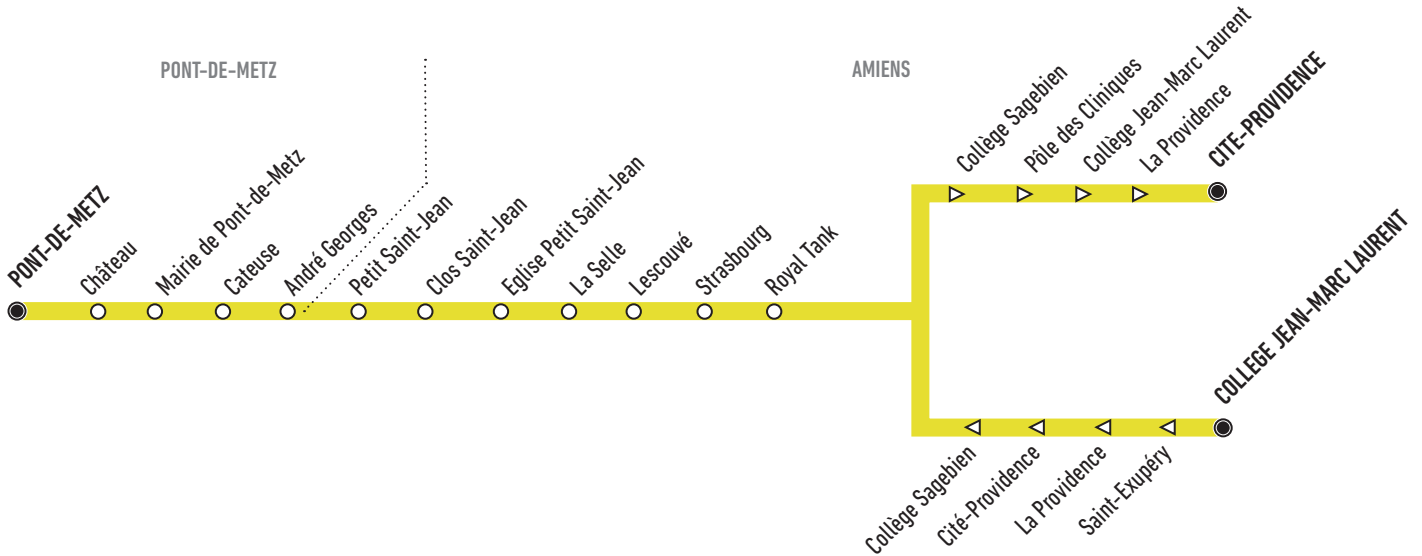 PONT-DE-METZ
AMIENS
PONT-DE-METZ
Château
Mairie de Pont-de-Metz
Cateuse
André Georges
Petit Saint-Jean
Clos Saint-Jean
Eglise Petit Saint-Jean
La Selle
Lescouvé
Strasbourg
Royal Tank
Collège Sagebien
Pôle des Cliniques
Collège Jean-Marc Laurent
La Providence
CITE-PROVIDENCE
COLLEGE JEAN-MARC LAURENT
Collège Sagebien
Cité-Providence
La Providence
Saint-Exupéry